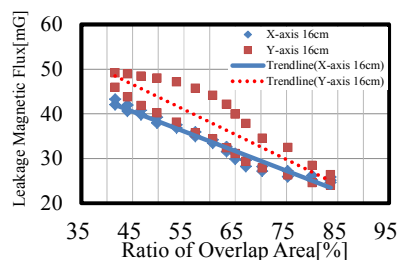 Leakage Magnetic Flux[mG]
60
50
40
30
20
X-axis 16cm
Y-axis 16cm
Trendline(X-axis 16cm)
Trendline(Y-axis 16cm)
35 45 55 65 75 85 95
Ratio of Overlap Area[%]